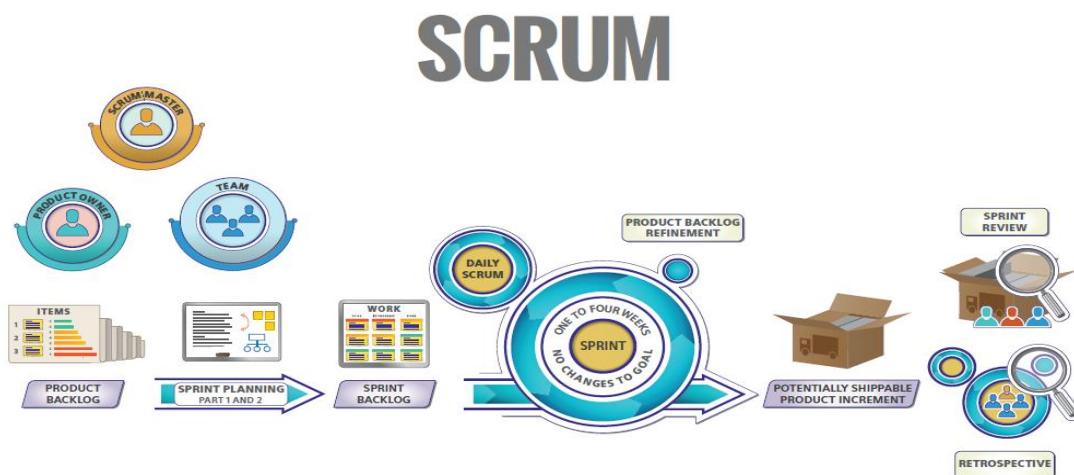 SCRUM
SCRUM MASTER
PRODUCT OWNER
TEAM
PRODUCT BACKLOG
REFINEMENT
SPRINT
REVIEW
DAILY
SCRUM
ITEMS
1
2
3
WORK
ONE TO FOUR WEEKS
SPRINT
NO CHANGES TO GOAL
PRODUCT
BACKLOG
SPRINT PLANNING
PART 1 AND 2
SPRINT
BACKLOG
POTENTIALLY SHIPPABLE
PRODUCT INCREMENT
RETROSPECTIVE